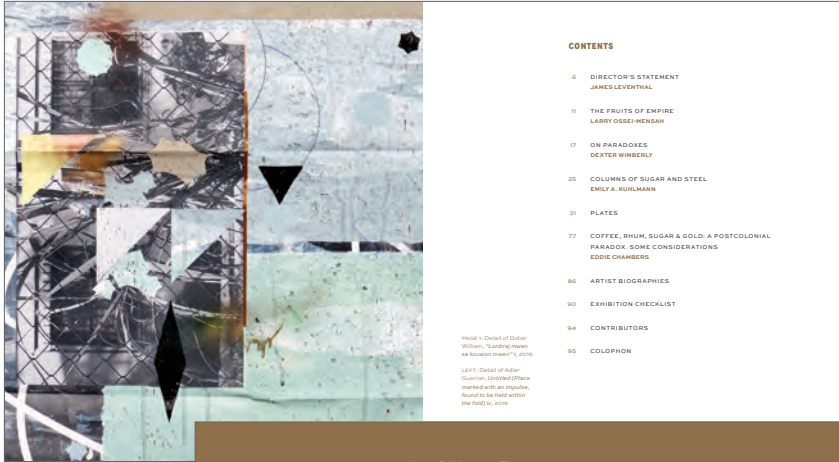 CONTENTS
6 DIRECTOR'S STATEMENT
JAMES LEVENTHAL
11 THE FRUITS OF EMPIRE
LARRY OSSEI-MENSAH
17 ON PARADOXES
DEXTER WIMBERLY
25 COLUMNS OF SUGAR AND STEEL
EMILY A. KUHLMANN
31 PLATES
77 COFFEE, RHUM, SUGAR & GOLD: A POSTCOLONIAL
PARADOX. SOME CONSIDERATIONS
EDDIE CHAMBERS
86 ARTIST BIOGRAPHIES
90 EXHIBITION CHECKLIST
94 CONTRIBUTORS
95 COLOPHON
PAGE 1: Detail of Didier
William, "Lonbraj mwen
se kouwon mwen" 1, 2019
LEFT: Detail of Adler
Guerrier, Untitled (Place
marked with an impulse,
found to be held within
the fold) iv, 2019